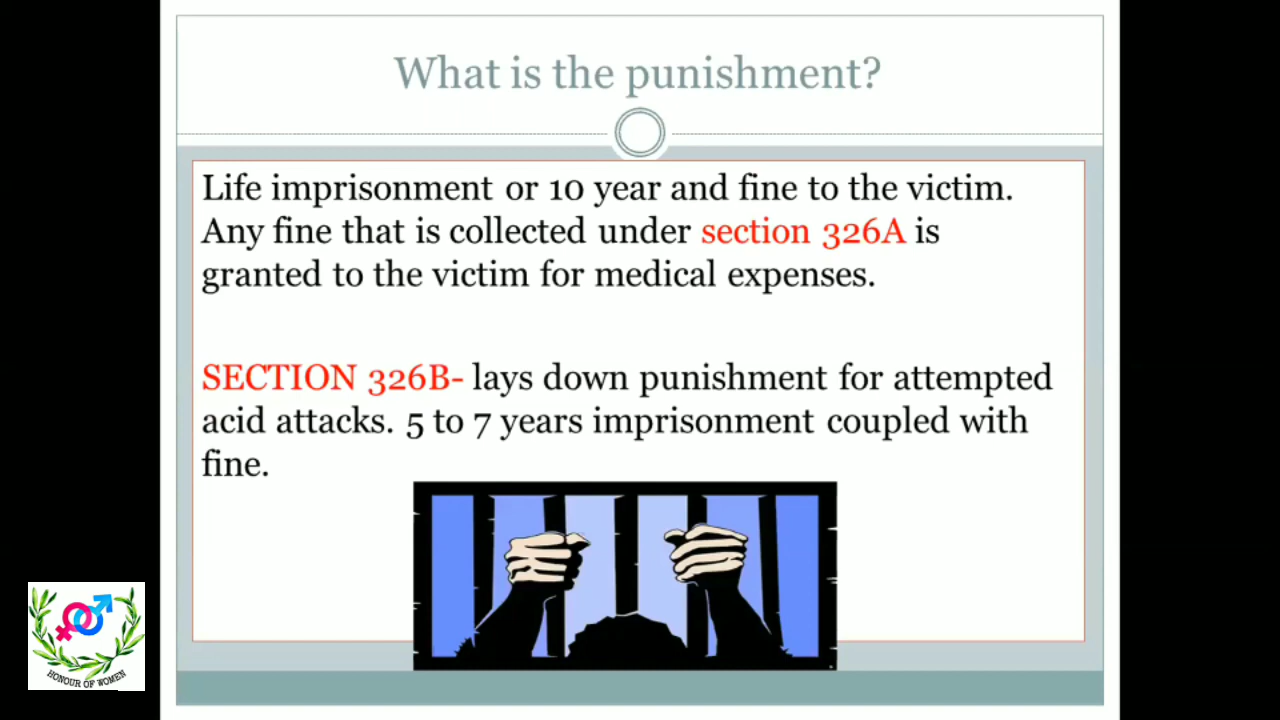 What is the punishment?
Life imprisonment or 10 year and fine to the victim.
Any fine that is collected under section 326A is
granted to the victim for medical expenses.
SECTION 326B- lays down punishment for attempted
acid attacks. 5 to 7 years imprisonment coupled with
fine.
HONOUR OF WOMEN